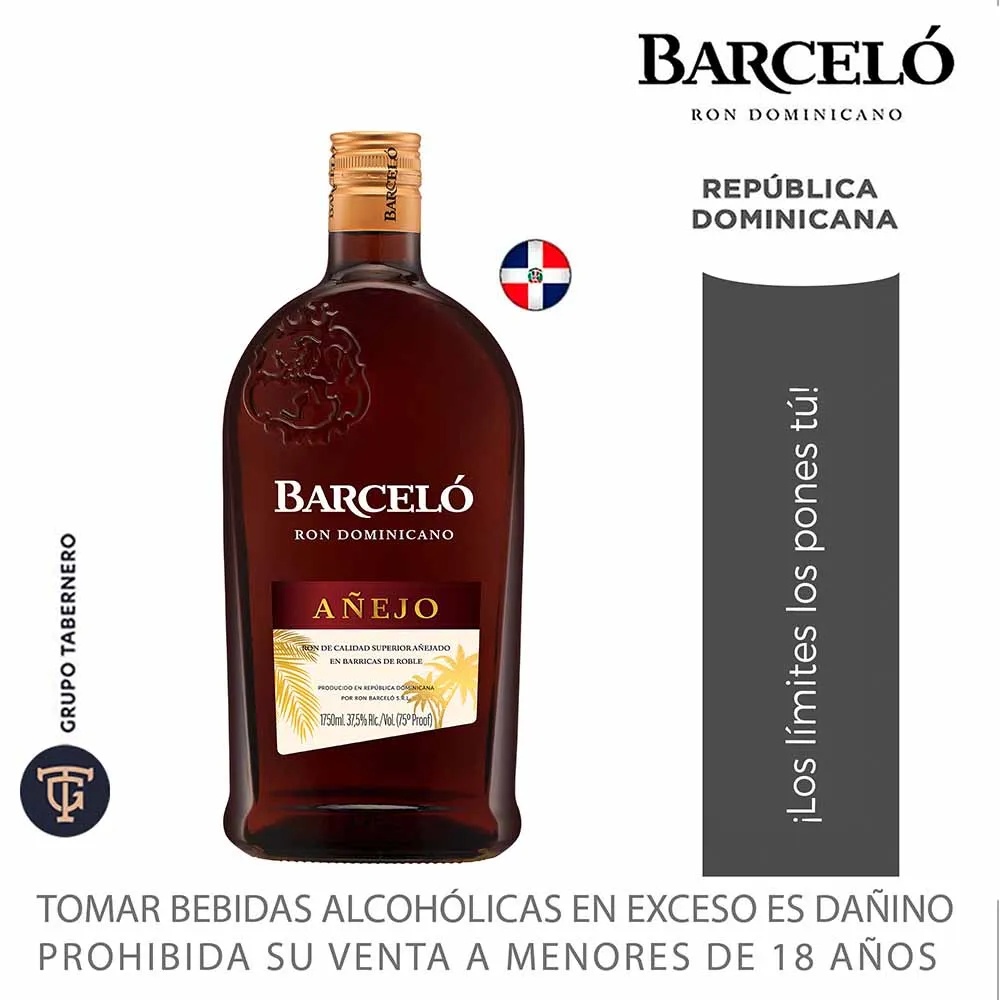 BARCELÓ
RON DOMINICANO
REPÚBLICA
DOMINICANA
BARCELÓ
BARCELÓ
RON DOMINICANO
AÑEJO
RON DE CALIDAD SUPERIOR AÑEJADO
EN BARRICAS DE ROBLE
PRODUCIDO EN REPÚBLICA DOMINICANA
POR RON BARCELÓ S.R.L.
1750ml. 37,5% Alc./Vol. (75º Proof)
GRUPO TABERNERO
TG
¡Los límites los pones tú!
TOMAR BEBIDAS ALCOHÓLICAS EN EXCESO ES DAÑINO
PROHIBIDA SU VENTA A MENORES DE 18 AÑOS